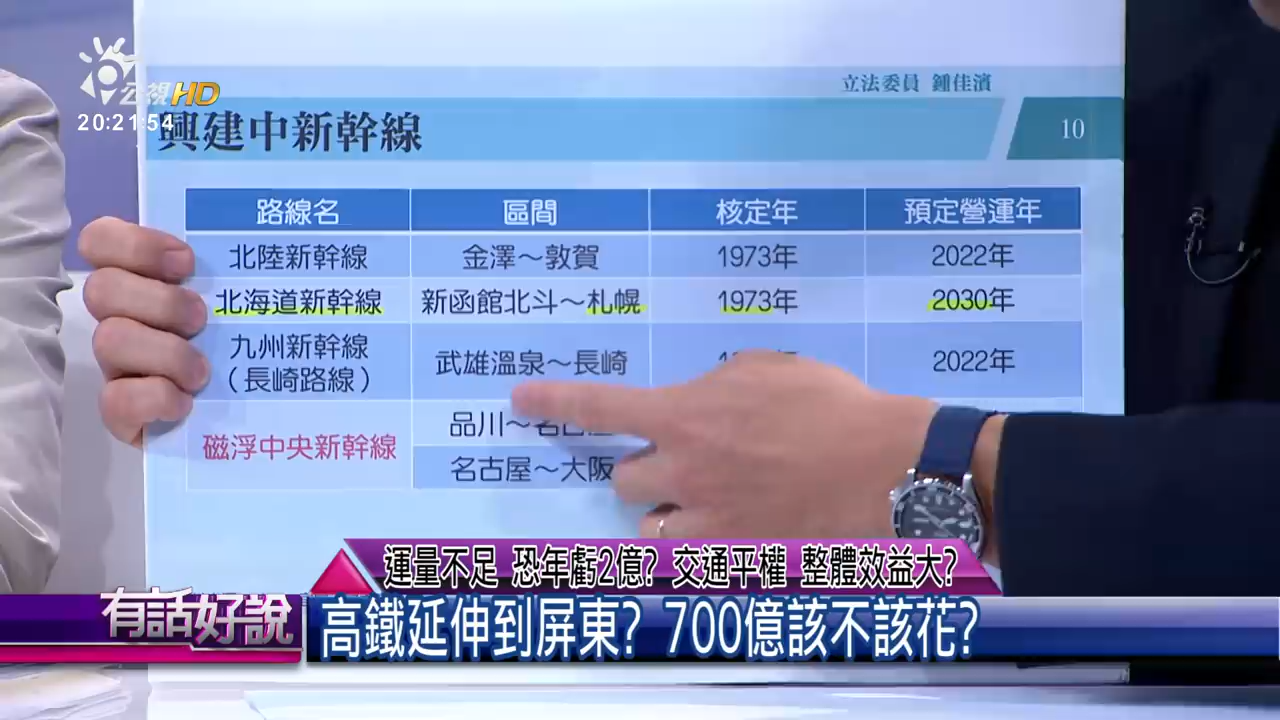 公視HD
20:21:54
立法委員 鍾佳濱
興建中新幹線
10
路線名 區間 核定年 預定營運年
北陸新幹線 金澤～敦賀 1973年 2022年
北海道新幹線 新函館北斗～札幌 1973年 2030年
九州新幹線
（長崎路線） 武雄溫泉～長崎 2022年
磁浮中央新幹線
品川～名古屋
名古屋～大阪
運量不足 恐年虧2億? 交通平權 整體效益大?
有話好說
高鐵延伸到屏東? 700億該不該花?